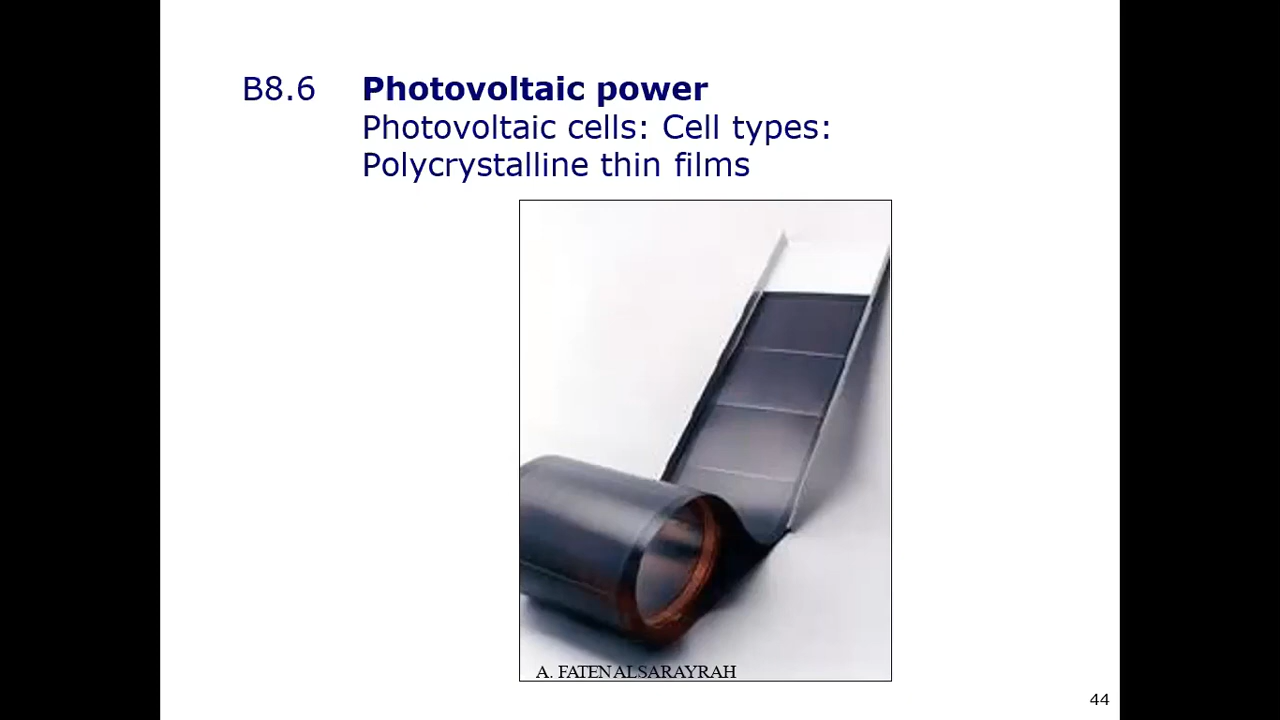 B8.6 Photovoltaic power
Photovoltaic cells: Cell types:
Polycrystalline thin films
A. FATEN ALSARAYRAH
44